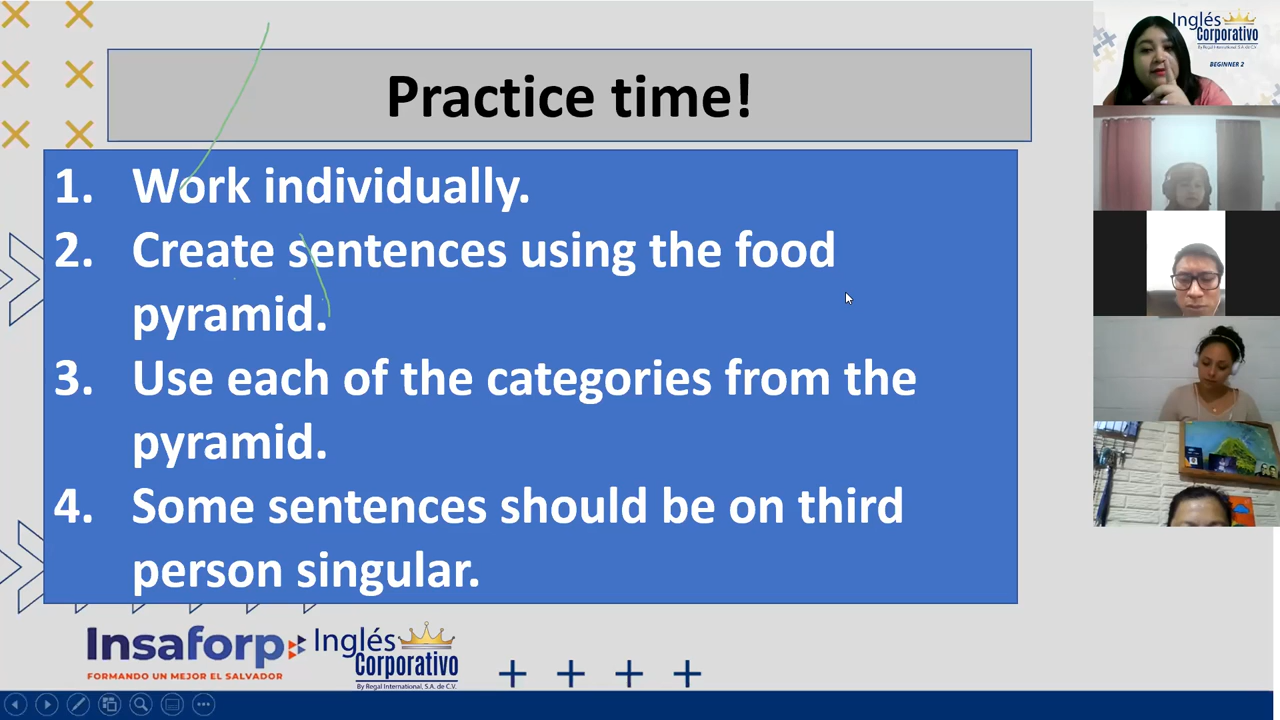 Practice time!
1. Work individually.
2. Create sentences using the food
pyramid.
3. Use each of the categories from the
pyramid.
4. Some sentences should be on third
person singular.
Insaforp
FORMANDO UN MEJOR EL SALVADOR
Inglés
Corporativo
By Regal International, S.A. de C.V.
Inglés
Corporativo
By Regal International, S.A. de C.V.
BEGINNER 2